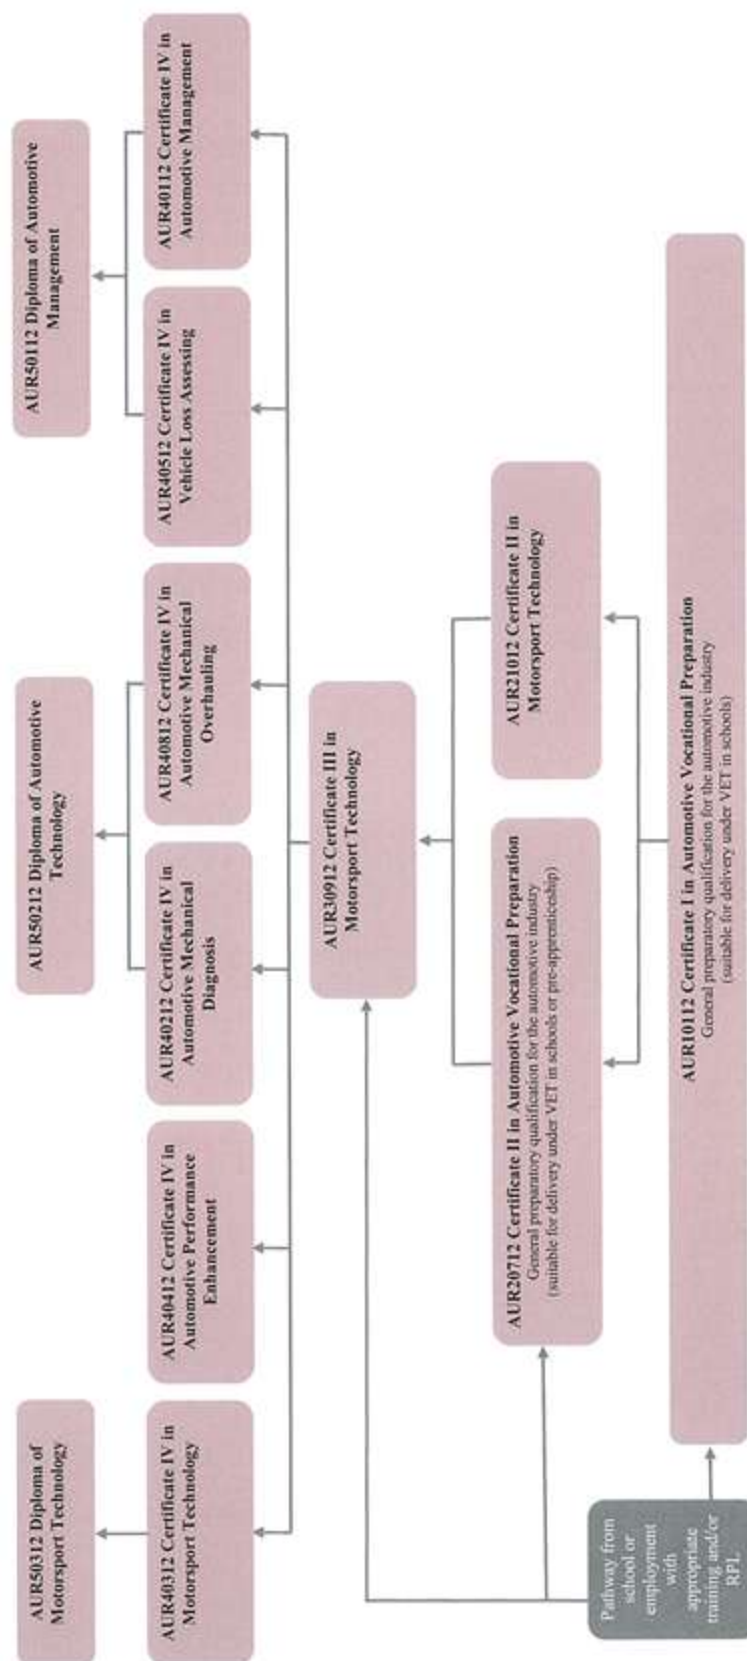 AUR50312 Diploma of
Motorsport Technology
AUR50212 Diploma of Automotive
Technology
AUR50112 Diploma of Automotive
Management
AUR40312 Certificate IV in
Motorsport Technology
AUR40412 Certificate IV in
Automotive Performance
Enhancement
AUR40212 Certificate IV in
Automotive Mechanical
Diagnosis
AUR40812 Certificate IV in
Automotive Mechanical
Overhauling
AUR40512 Certificate IV in
Vehicle Loss Assessing
AUR40112 Certificate IV in
Automotive Management
AUR30912 Certificate III in
Motorsport Technology
AUR20712 Certificate II in Automotive Vocational Preparation
General preparatory qualification for the automotive industry
(suitable for delivery under VET in schools or pre-apprenticeship)
AUR21012 Certificate II in
Motorsport Technology
Pathway from
school or
employment
with
appropriate
training and/or
RPL
AUR10112 Certificate I in Automotive Vocational Preparation
General preparatory qualification for the automotive industry
(suitable for delivery under VET in schools)